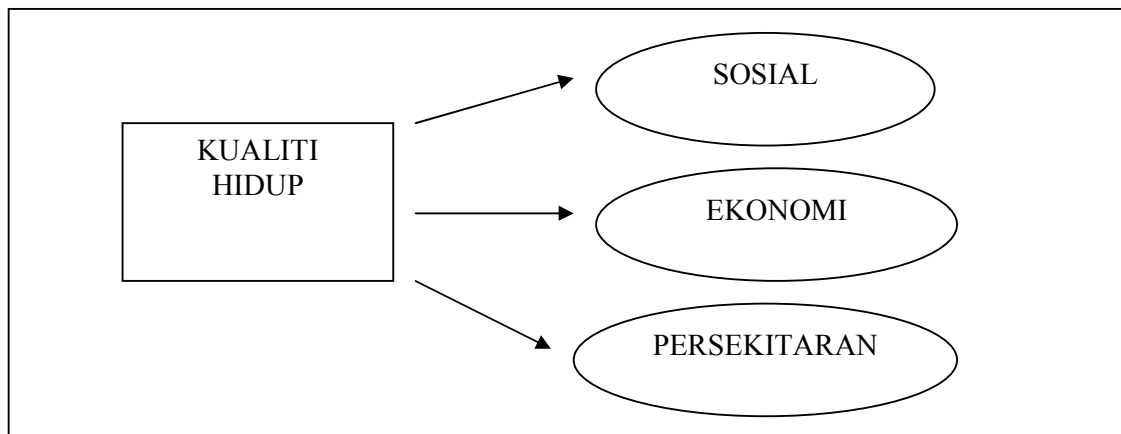 SOSIAL
KUALITI
HIDUP
EKONOMI
PERSEKITARAN